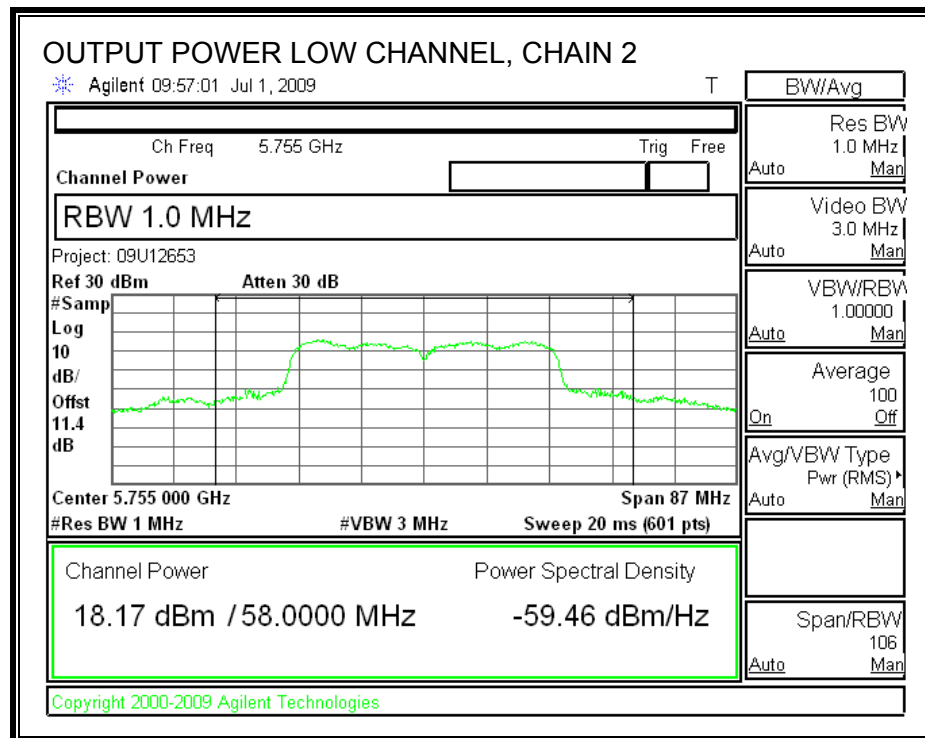 OUTPUT POWER LOW CHANNEL, CHAIN 2
Agilent 09:57:01 Jul 1, 2009 T
BW/Avg
Ch Freq 5.755 GHz Trig Free
Channel Power
RBW 1.0 MHz
Project: 09U12653
Ref 30 dBm Atten 30 dB
#Samp
Log
10
dB/
Offst
11.4
dB
Center 5.755 000 GHz Span 87 MHz
#Res BW 1 MHz #VBW 3 MHz Sweep 20 ms (601 pts)
Channel Power Power Spectral Density
18.17 dBm / 58.0000 MHz -59.46 dBm/Hz
Res BW
1.0 MHz
Auto Man
Video BW
3.0 MHz
Auto Man
VBW/RBW
1.00000
Auto Man
Average
100
On Off
Avg/VBW Type
Pwr (RMS)
Auto Man
Span/RBW
106
Auto Man
Copyright 2000-2009 Agilent Technologies